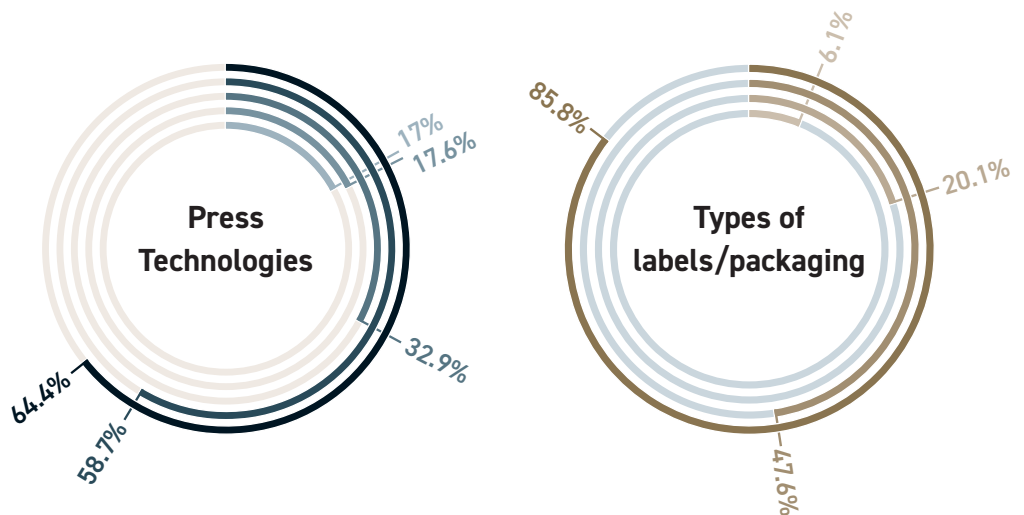 Press
Technologies
17%
17.6%
32.9%
58.7%
64.4%
Types of
labels/packaging
6.1%
20.1%
47.6%
85.8%